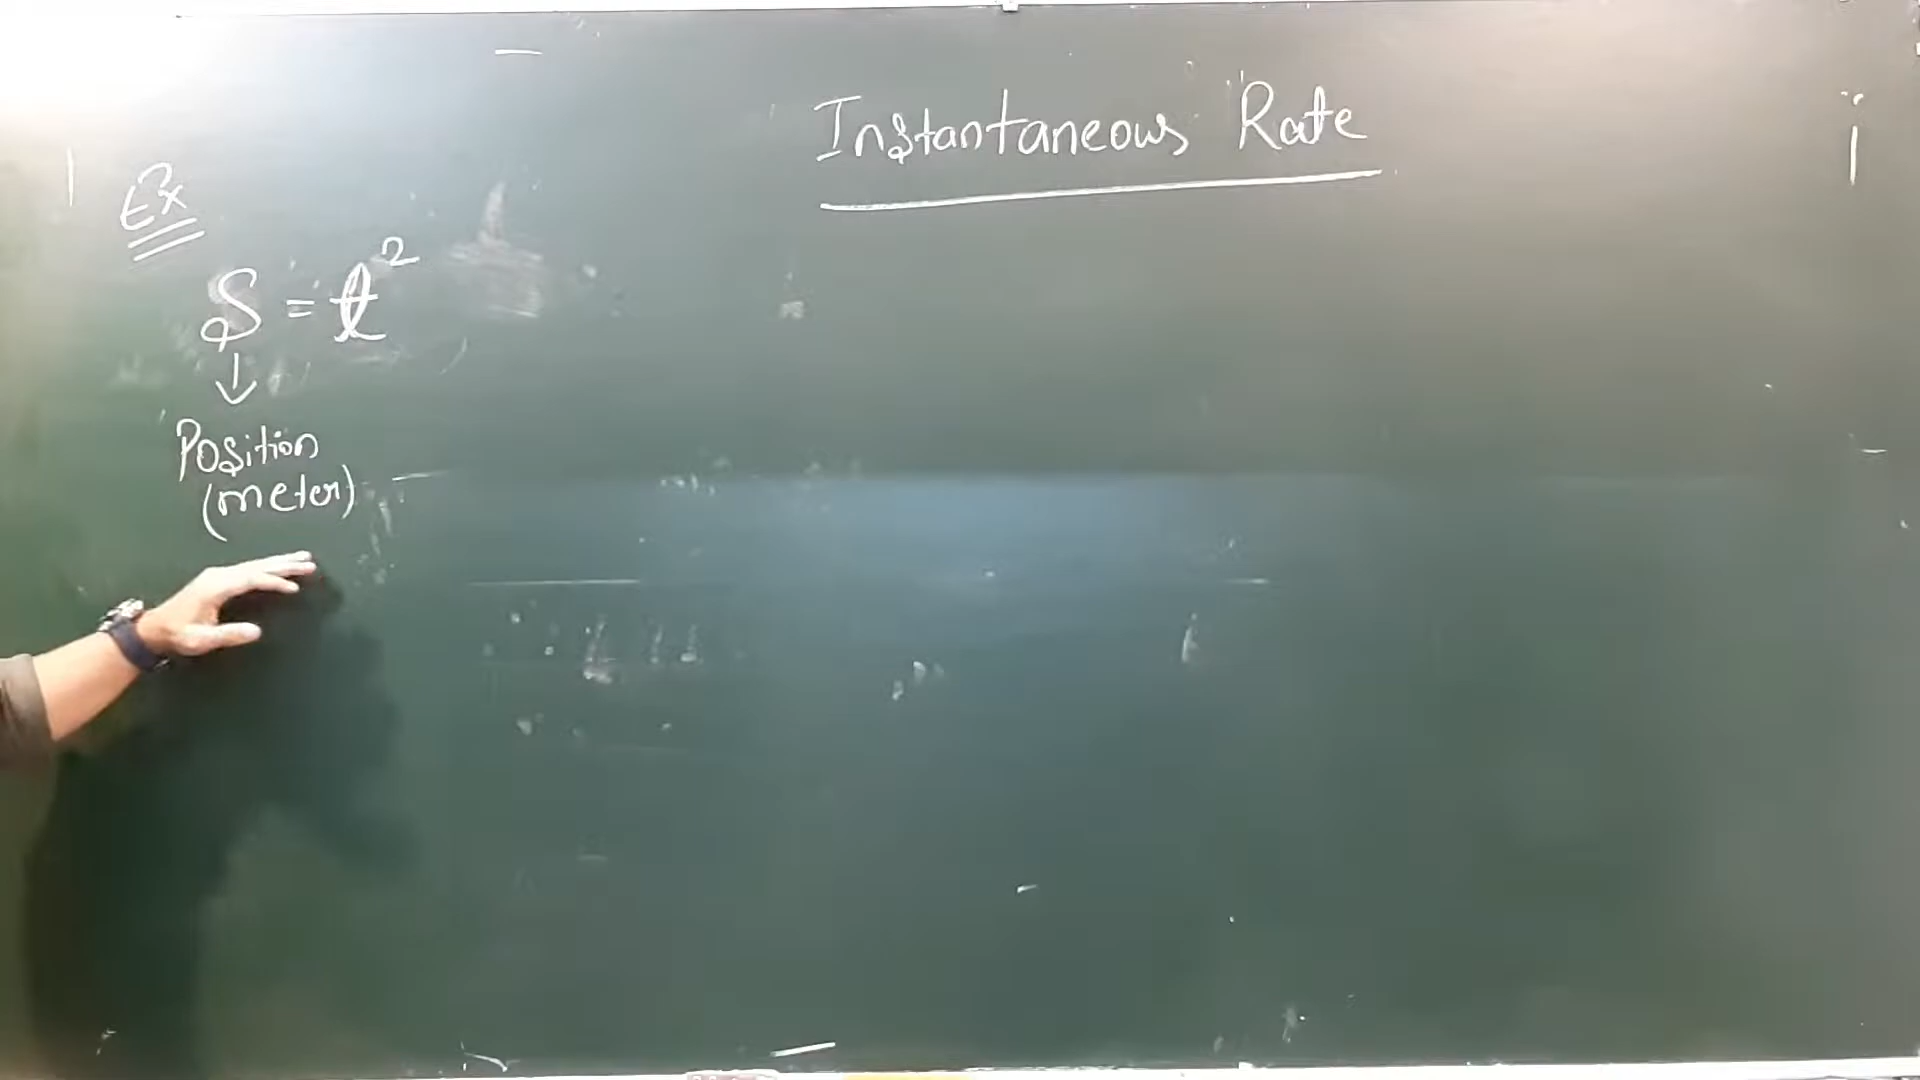 Instantaneous Rate
Ex
S = t²
↓
Position
(meter)